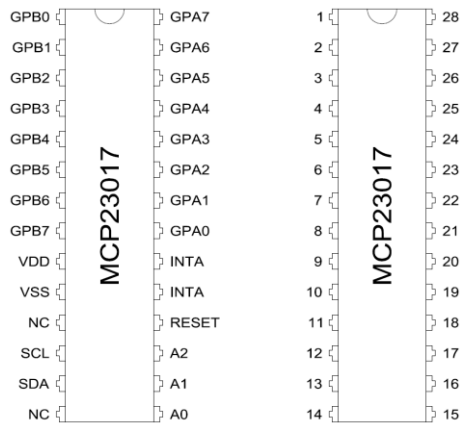 GPB0 GPA7 1 28
GPB1 GPA6 2 27
GPB2 GPA5 3 26
GPB3 GPA4 4 25
GPB4 GPA3 5 24
GPB5 GPA2 6 23
GPB6 GPA1 7 22
GPB7 GPA0 8 21
VDD INTA 9 20
VSS INTA 10 19
NC RESET 11 18
SCL A2 12 17
SDA A1 13 16
NC A0 14 15
MCP23017
MCP23017